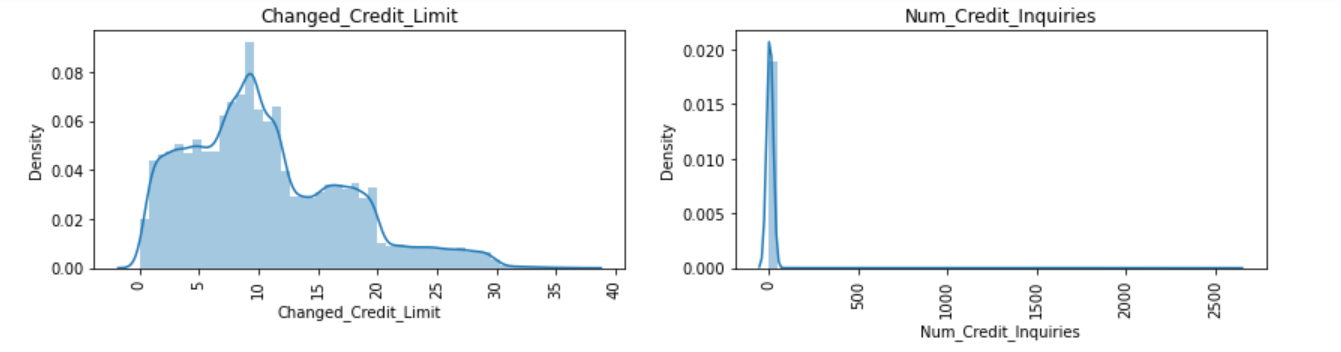 Changed_Credit_Limit
Density
0.08
0.06
0.04
0.02
0.00
0 5 10 15 20 25 30 35 40
Changed_Credit_Limit
Num_Credit_Inquiries
Density
0.020
0.015
0.010
0.005
0.000
0 500 1000 1500 2000 2500
Num_Credit_Inquiries